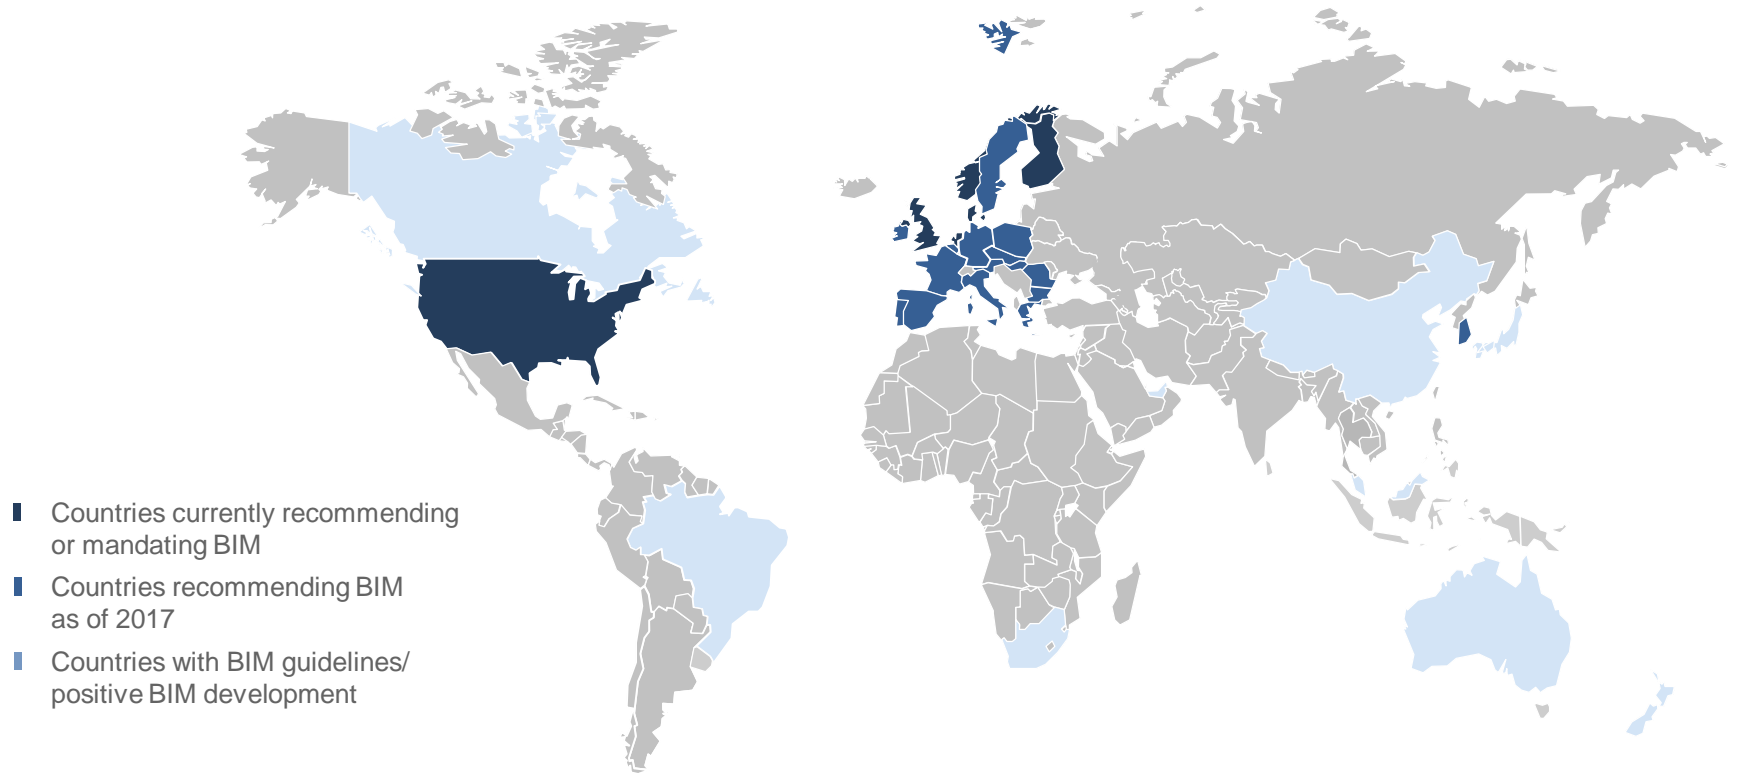 Countries currently recommending
or mandating BIM
Countries recommending BIM
as of 2017
Countries with BIM guidelines/
positive BIM development